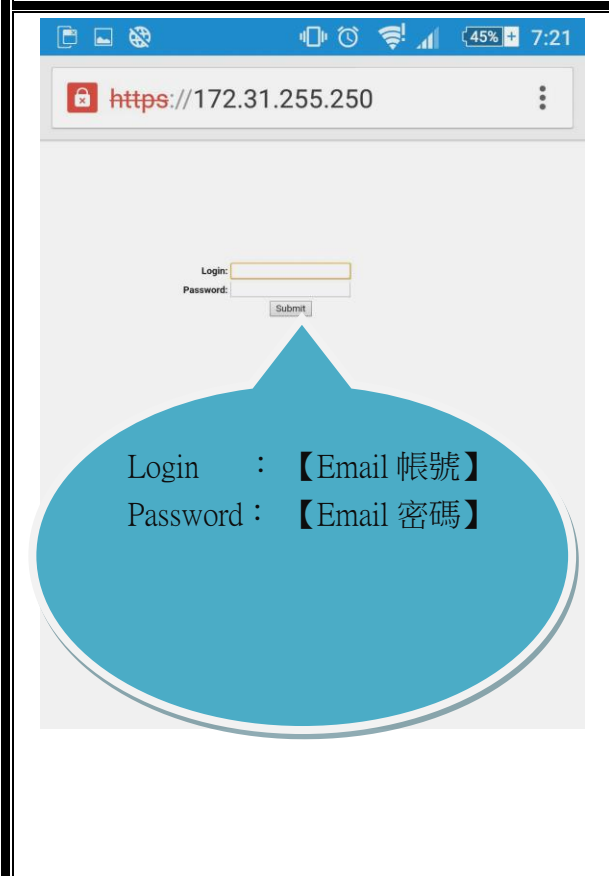 45% 7:21
https://172.31.255.250
Login:
Password:
Submit
Login ： 【Email 帳號】
Password： 【Email 密碼】